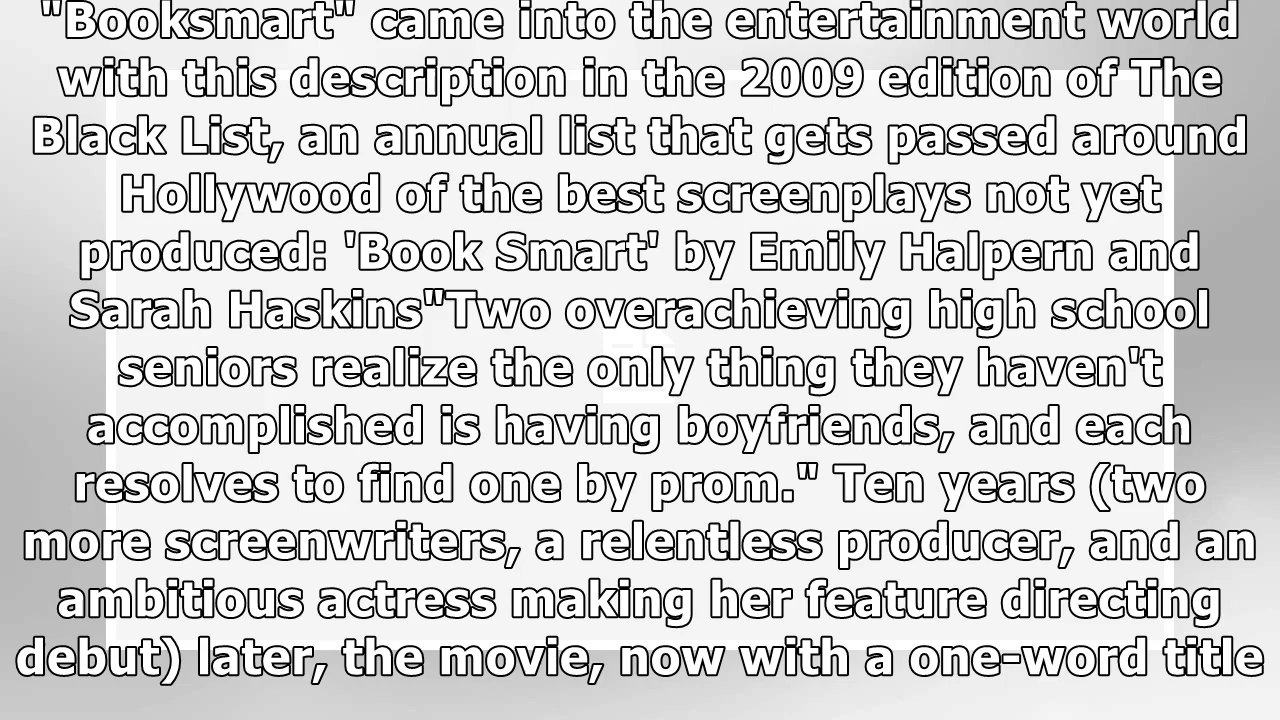 "Booksmart" came into the entertainment world
with this description in the 2009 edition of The
Black List, an annual list that gets passed around
Hollywood of the best screenplays not yet
produced: 'Book Smart' by Emily Halpern and
Sarah Haskins"Two overachieving high school
seniors realize the only thing they haven't
accomplished is having boyfriends, and each
resolves to find one by prom." Ten years (two
more screenwriters, a relentless producer, and an
ambitious actress making her feature directing
debut) later, the movie, now with a one-word title